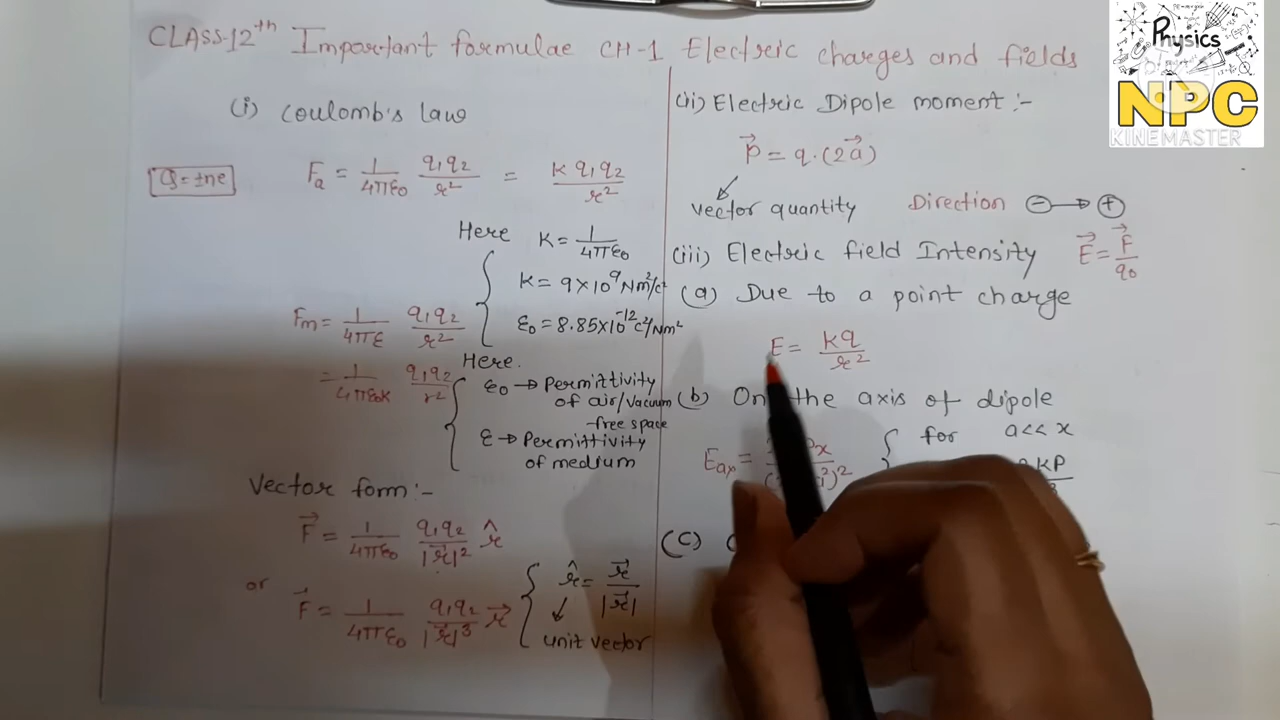 CLASS-12th Important formulae CH-1 Electric charges and fields
(i) Coulomb's law
Q = ±ne
Fa = 1/4πε0 q1q2/r² = K q1q2/r²
Here K = 1/4πε0
K = 9×10⁹ Nm²/c²
ε0 = 8.85×10⁻¹² c²/Nm²
Fm = 1/4πε q1q2/r²
= 1/4πε0K q1q2/r²
Here.
ε0 → Permittivity
of air/vacuum
-free space
ε → Permittivity
of medium
Vector form:-
F⃗ = 1/4πε0 q1q2/|r⃗|² r̂
or
F⃗ = 1/4πε0 q1q2/|r⃗|³ r⃗
r̂ = r⃗/|r⃗|
unit vector
(ii) Electric Dipole moment:-
p⃗ = q.(2a⃗)
vector quantity Direction ⊖→⊕
(iii) Electric field Intensity E⃗ = F⃗/q0
(a) Due to a point charge
E = kq/r²
(b) On the axis of dipole
Eax =
for a<< x
KP
(C)
Physics
NPC
KINEMASTER